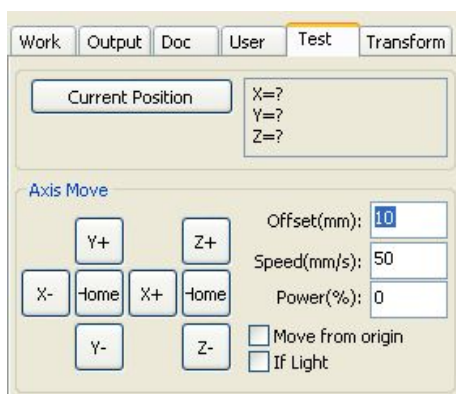 Work Output Doc User Test Transform
Current Position
X=?
Y=?
Z=?
Axis Move
Offset(mm): 10
Y+ Z+
Speed(mm/s): 50
X- Home X+ Home
Power(%): 0
Move from origin
Y- Z-
If Light